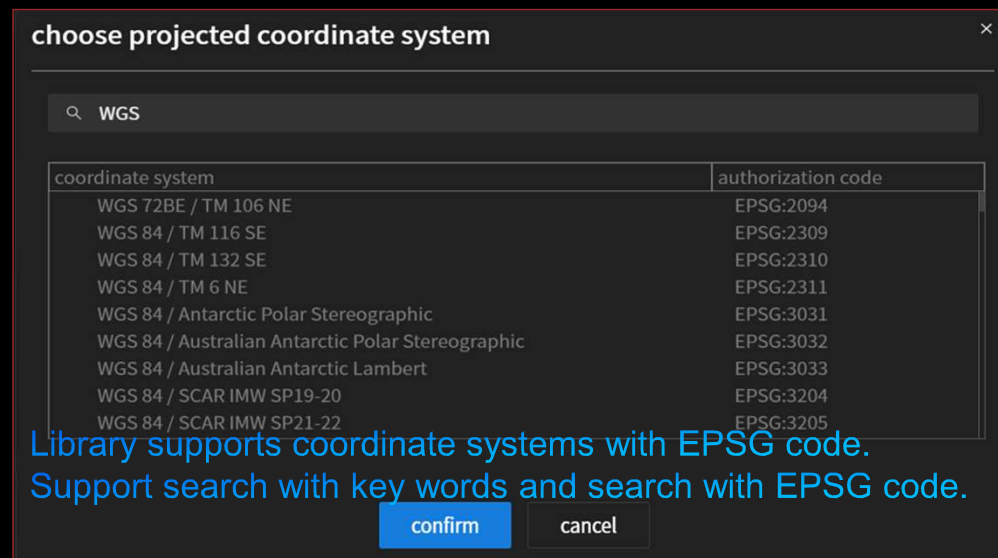 choose projected coordinate system ×
WGS
coordinate system authorization code
WGS 72BE / TM 106 NE EPSG:2094
WGS 84 / TM 116 SE EPSG:2309
WGS 84 / TM 132 SE EPSG:2310
WGS 84 / TM 6 NE EPSG:2311
WGS 84 / Antarctic Polar Stereographic EPSG:3031
WGS 84 / Australian Antarctic Polar Stereographic EPSG:3032
WGS 84 / Australian Antarctic Lambert EPSG:3033
WGS 84 / SCAR IMW SP19-20 EPSG:3204
WGS 84 / SCAR IMW SP21-22 EPSG:3205
Library supports coordinate systems with EPSG code.
Support search with key words and search with EPSG code.
confirm cancel